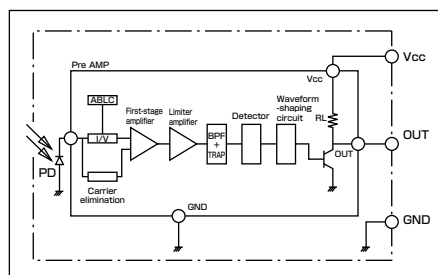 Pre AMP
Vcc
Vcc
ABLC
First-stage
amplifier
Limiter
amplifier
Detector
Waveform
-shaping
circuit
RL
I/V
BPF
+
TRAP
OUT
OUT
PD
Carrier
elimination
GND
GND